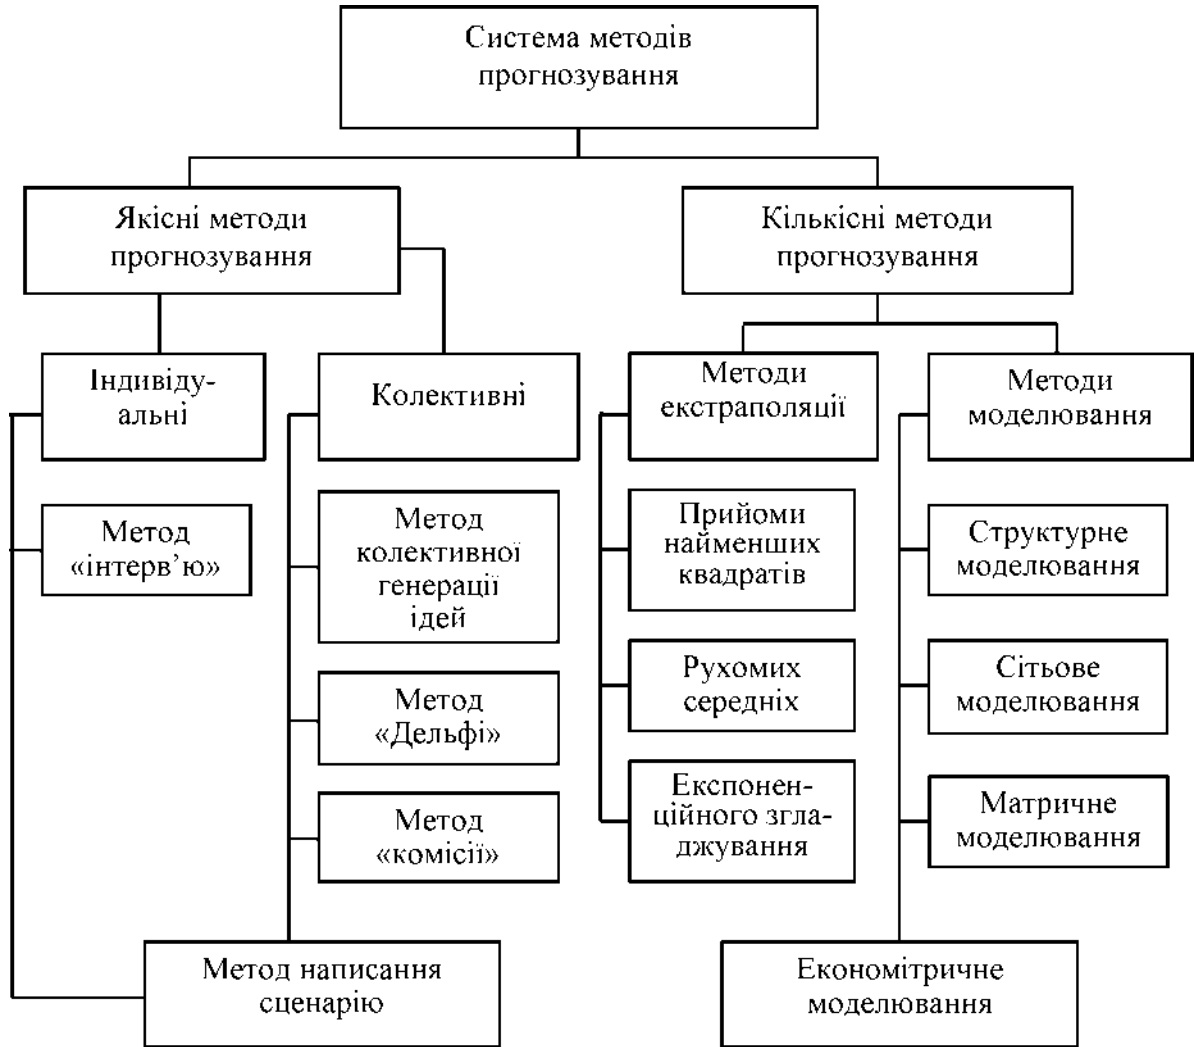 Система методів
прогнозування
Якісні методи
прогнозування
Кількісні методи
прогнозування
Індивіду-
альні
Колективні
Методи
екстраполяції
Методи
моделювання
Метод
«інтерв’ю»
Метод
колективної
генерації
ідей
Прийоми
найменших
квадратів
Структурне
моделювання
Метод
«Дельфі»
Рухомих
середніх
Сітьове
моделювання
Метод
«комісії»
Експонен-
ційного згла-
джування
Матричне
моделювання
Метод написання
сценарію
Економітричне
моделювання